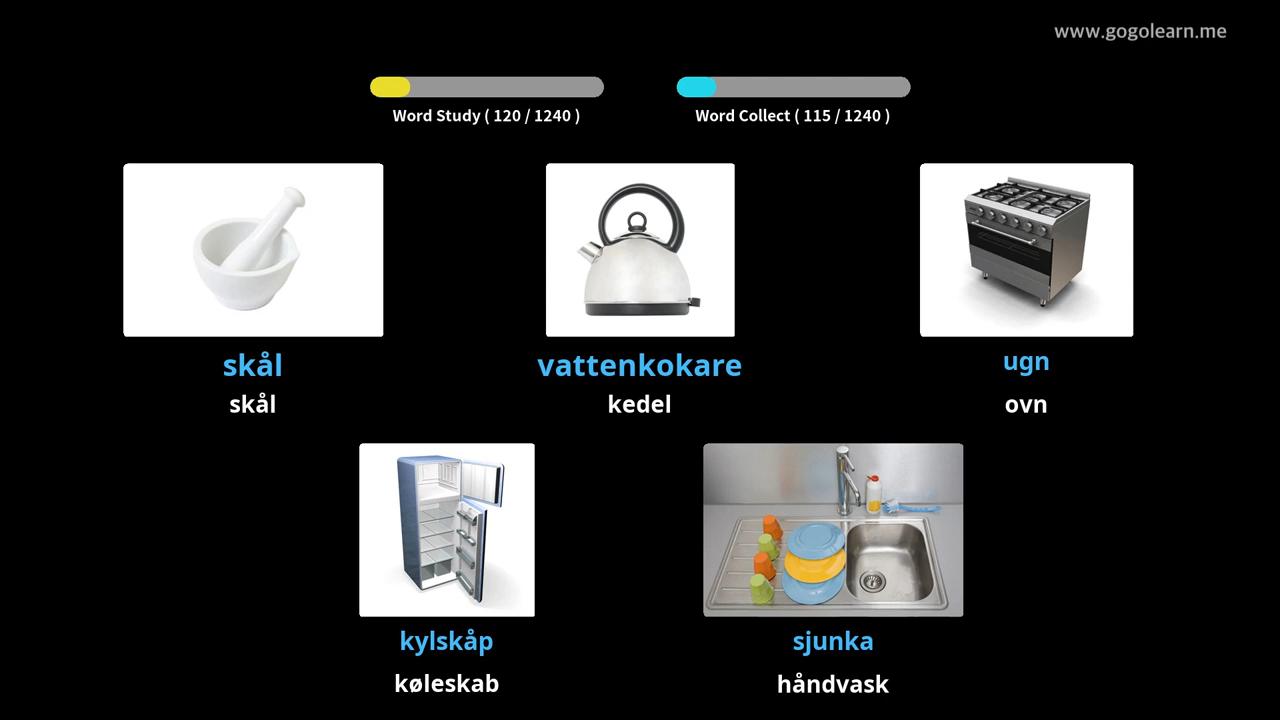 www.gogolearn.me
Word Study ( 120 / 1240 )
Word Collect ( 115 / 1240 )
skål
vattenkokare
ugn
skål
kedel
ovn
kylskåp
sjunka
køleskab
håndvask